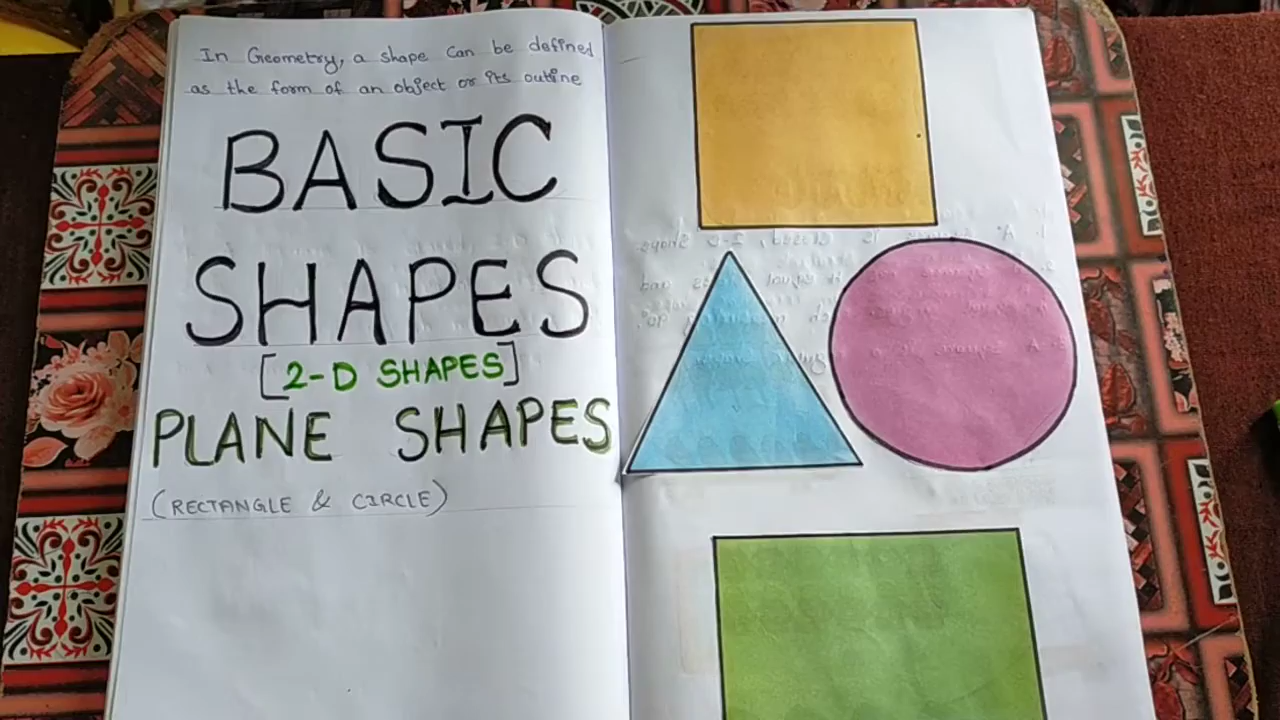 In Geometry, a shape can be defined
as the form of an object or its outine
BASIC
SHAPES
[2-D SHAPES]
PLANE SHAPES
(RECTANGLE & CIRCLE)